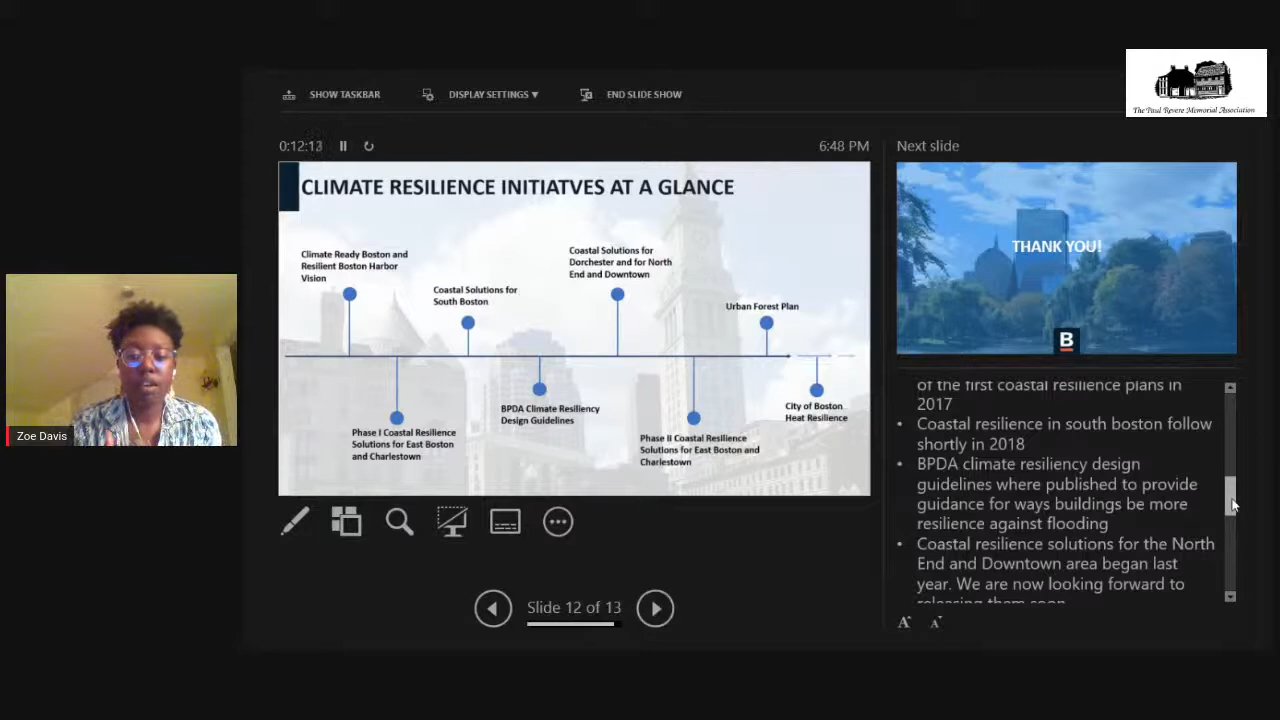 The Paul Revere Memorial Association
SHOW TASKBAR
DISPLAY SETTINGS ▼
END SLIDE SHOW
0:12:13
6:48 PM
Next slide
CLIMATE RESILIENCE INITIATVES AT A GLANCE
Climate Ready Boston and
Resilient Boston Harbor
Vision
Coastal Solutions for
South Boston
Coastal Solutions for
Dorchester and for North
End and Downtown
Urban Forest Plan
Phase I Coastal Resilience
Solutions for East Boston
and Charlestown
BPDA Climate Resiliency
Design Guidelines
Phase II Coastal Resilience
Solutions for East Boston and
Charlestown
City of Boston
Heat Resilience
THANK YOU!
B
of the first coastal resilience plans in
2017
• Coastal resilience in south boston follow
shortly in 2018
• BPDA climate resiliency design
guidelines where published to provide
guidance for ways buildings be more
resilience against flooding
• Coastal resilience solutions for the North
End and Downtown area began last
year. We are now looking forward to
releasing them soon
Zoe Davis
Slide 12 of 13
A A